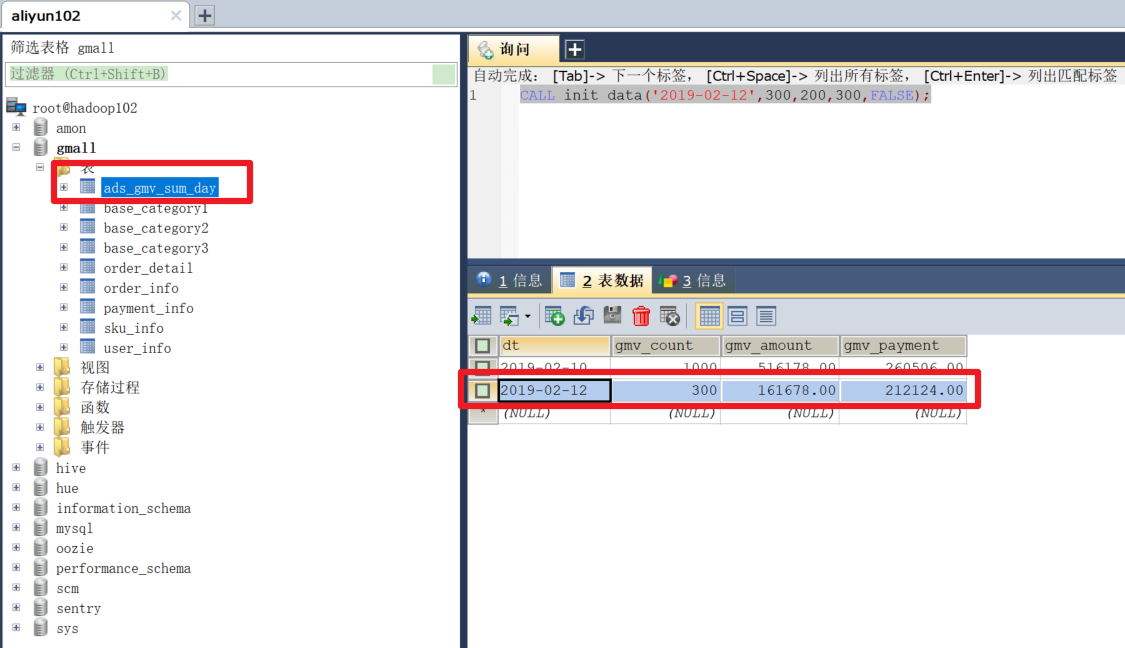 aliyun102
筛选表格 gmall
过滤器 (Ctrl+Shift+B)
root@hadoop102
amon
gmall
表
ads_gmv_sum_day
base_category1
base_category2
base_category3
order_detail
order_info
payment_info
sku_info
user_info
视图
存储过程
函数
触发器
事件
hive
hue
information_schema
mysql
oozie
performance_schema
scm
sentry
sys
询问
自动完成: [Tab]-> 下一个标签, [Ctrl+Space]-> 列出所有标签, [Ctrl+Enter]-> 列出匹配标签
1 CALL init_data('2019-02-12',300,200,300,FALSE);
1 信息 2 表数据 3 信息
dt gmv_count gmv_amount gmv_payment
2019-02-10 1000 516178.00 260506.00
2019-02-12 300 161678.00 212124.00
* (NULL) (NULL) (NULL) (NULL)